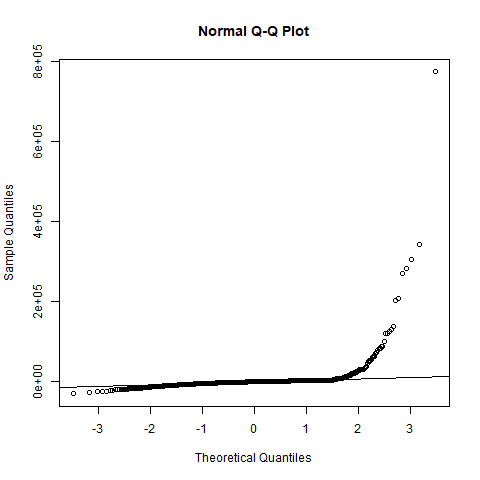 Normal Q-Q Plot
8e+05
6e+05
4e+05
2e+05
0e+00
Sample Quantiles
-3 -2 -1 0 1 2 3
Theoretical Quantiles